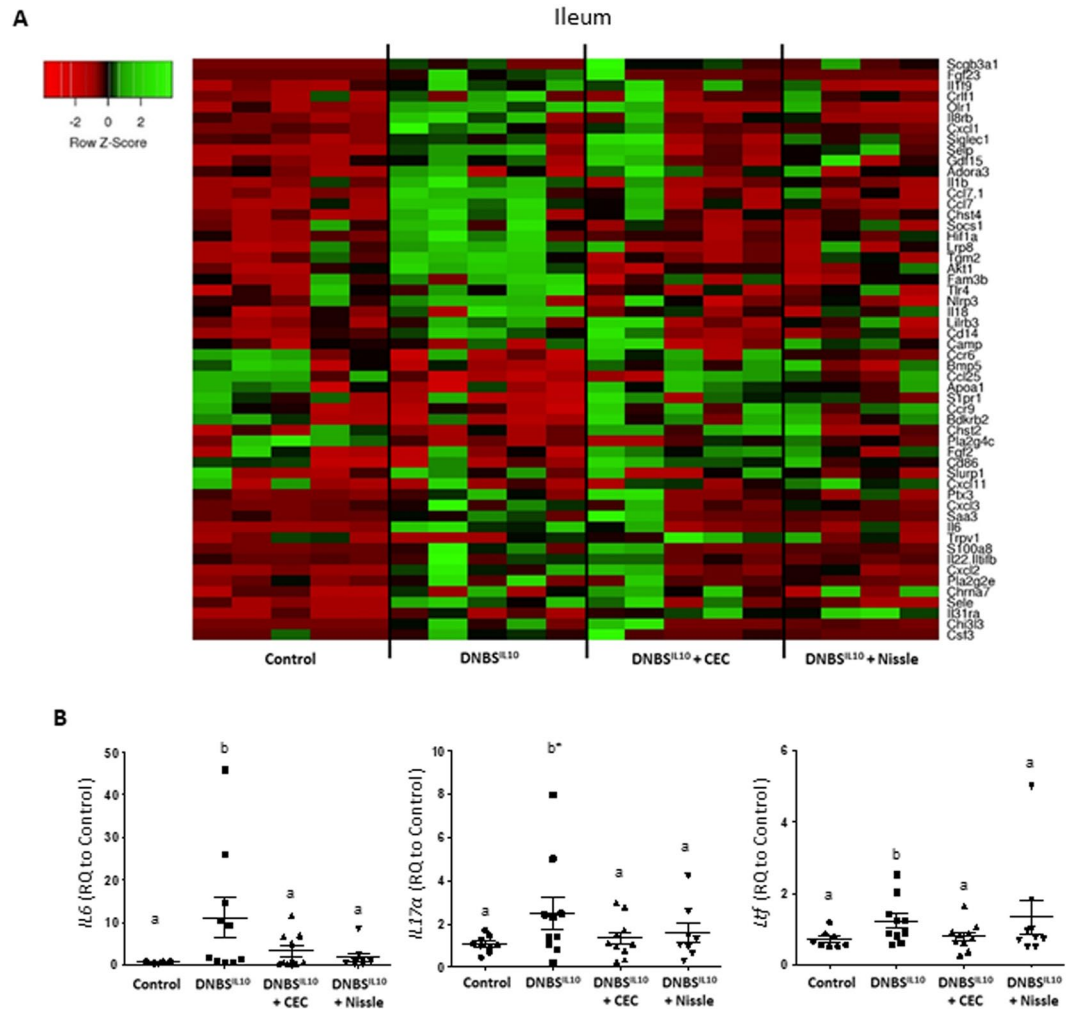 A
Ileum
-2 0 2
Row Z-Score
Scgb3a1
Fgf23
Il1f9
Crlf1
Olr1
Il8rb
Cxcl1
Siglec1
Selp
Gdf15
Adora3
Il1b
Ccl7.1
Ccl7
Chst4
Socs1
Hif1a
Lrp8
Tgm2
Akt1
Fam3b
Tlr4
Nlrp3
Il18
Lilrb3
Cd14
Camp
Ccr6
Bmp5
Ccl25
Apoa1
S1pr1
Ccr9
Bdkrb2
Chst2
Pla2g4c
Fgf2
Cd86
Slurp1
Cxcl11
Ptx3
Cxcl3
Saa3
Il6
Trpv1
S100a8
Il22.Iltifb
Cxcl2
Pla2g2e
Chrna7
Sele
Il31ra
Chi3l3
Csf3
Control DNBSIL10 DNBSIL10 + CEC DNBSIL10 + Nissle
B
IL6 (RQ to Control)
50
40
30
20
10
0
a b a a
Control DNBSIL10 DNBSIL10 + CEC DNBSIL10 + Nissle
IL17α (RQ to Control)
10
8
6
4
2
0
a b* a a
Control DNBSIL10 DNBSIL10 + CEC DNBSIL10 + Nissle
Ltf (RQ to Control)
6
4
2
0
a b a a
Control DNBSIL10 DNBSIL10 + CEC DNBSIL10 + Nissle